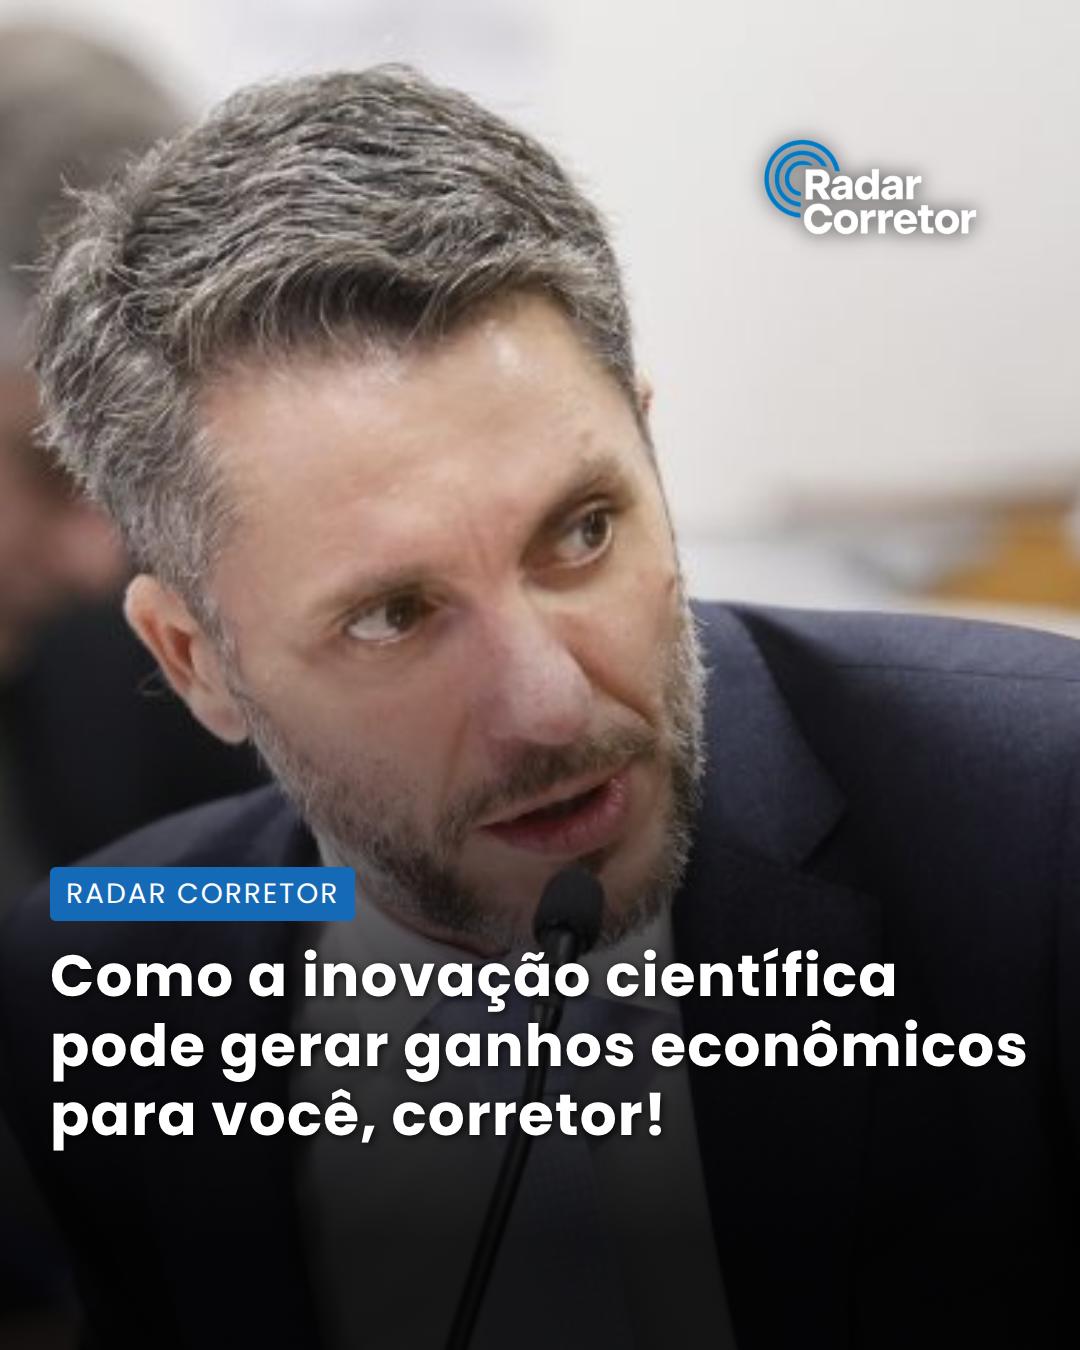 Radar
Corretor
RADAR CORRETOR
Como a inovação científica
pode gerar ganhos econômicos
para você, corretor!